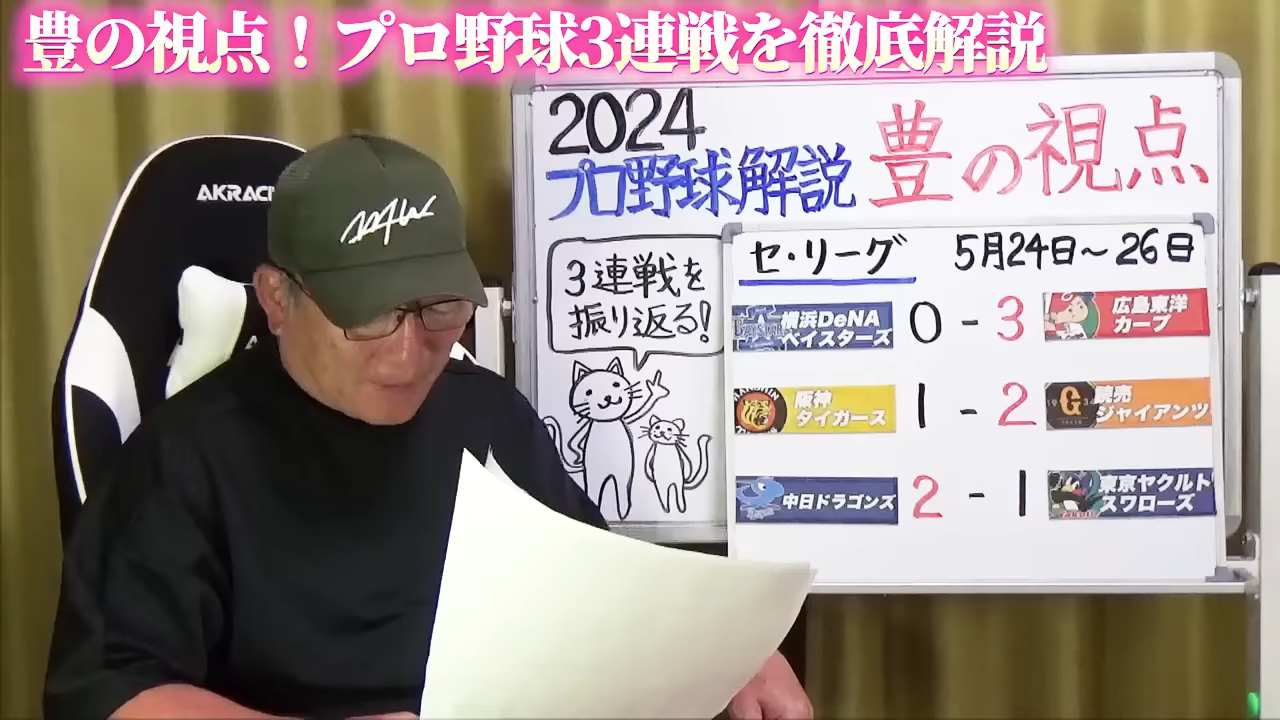 豊の視点！プロ野球3連戦を徹底解説
2024
プロ野球解説 豊の視点
AKRACI
3連戦を
振り返る!
セ・リーグ 5月24日～26日
横浜DeNA
ベイスターズ
0 - 3
広島東洋
カープ
阪神
タイガース
1 - 2
読売
ジャイアンツ
中日ドラゴンズ
2 - 1
東京ヤクルト
スワローズ